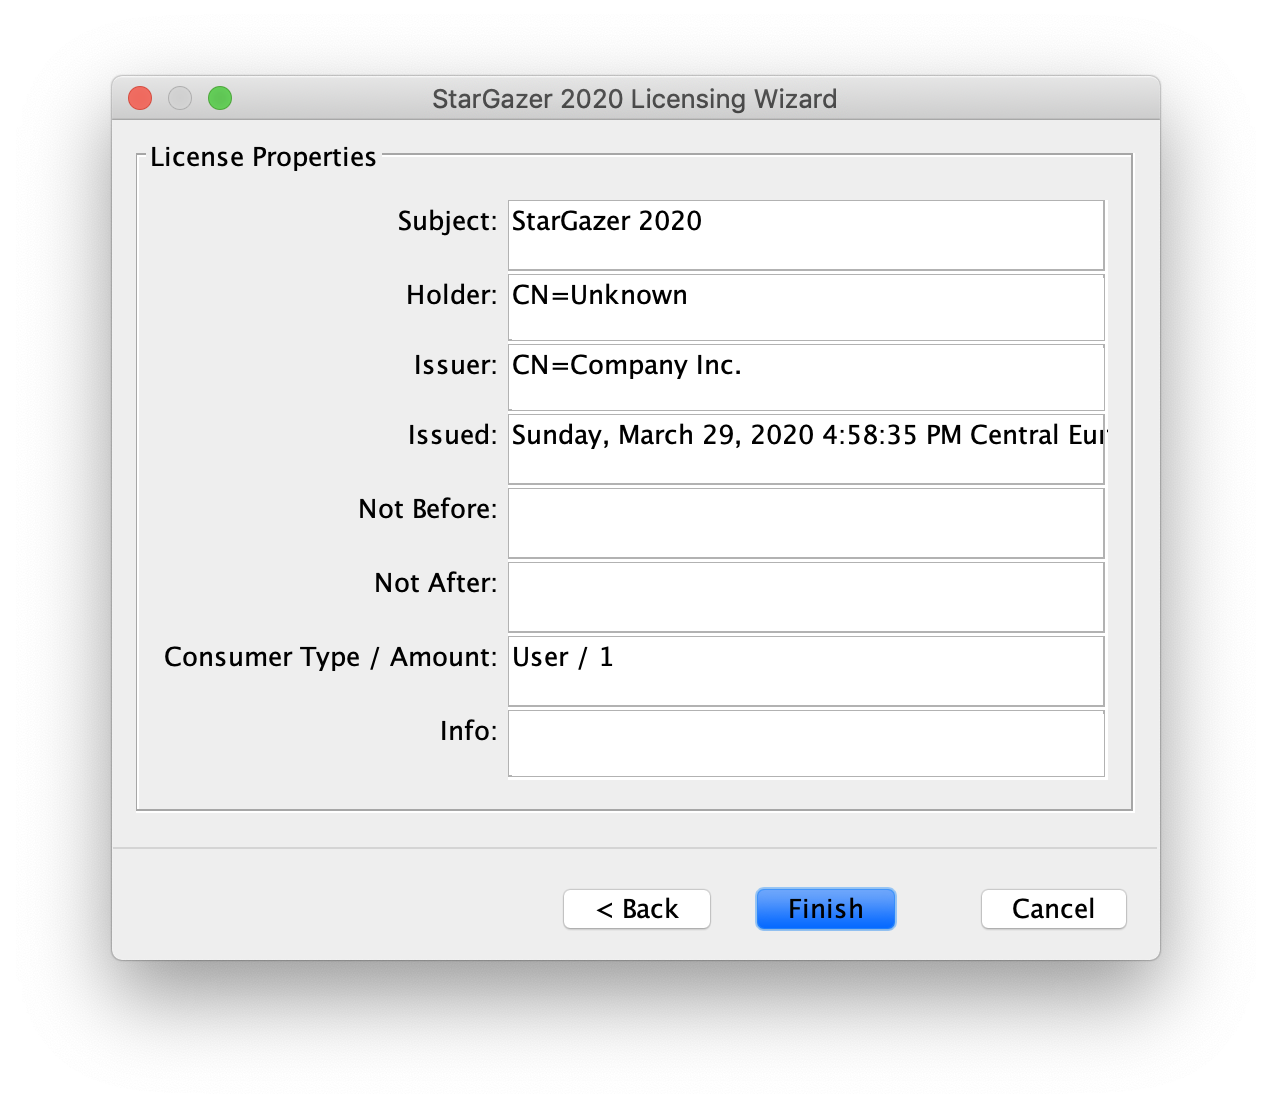 StarGazer 2020 Licensing Wizard
License Properties
Subject: StarGazer 2020
Holder: CN=Unknown
Issuer: CN=Company Inc.
Issued: Sunday, March 29, 2020 4:58:35 PM Central
Not Before:
Not After:
Consumer Type / Amount: User / 1
Info:
< Back Finish Cancel